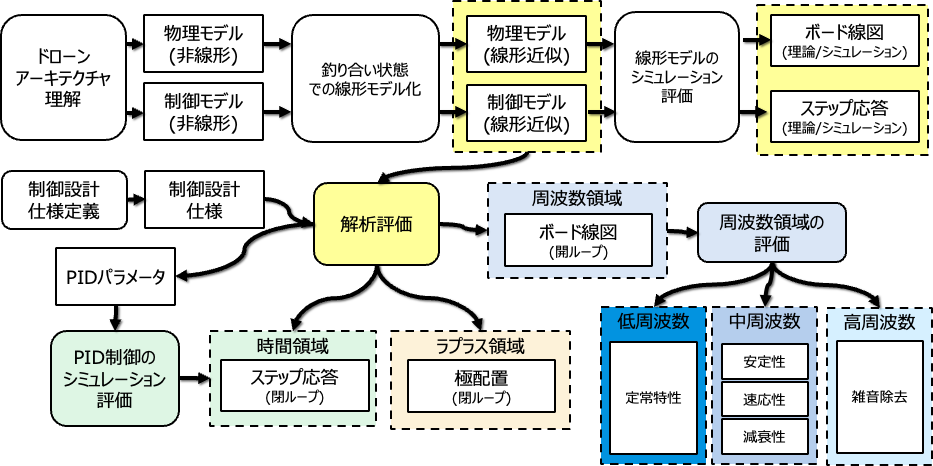 ドローン
アーキテクチャ
理解
物理モデル
(非線形)
制御モデル
(非線形)
釣り合い状態
での線形モデル化
物理モデル
(線形近似)
制御モデル
(線形近似)
線形モデルの
シミュレーション
評価
ボード線図
(理論/シミュレーション)
ステップ応答
(理論/シミュレーション)
制御設計
仕様定義
制御設計
仕様
解析評価
周波数領域
ボード線図
(開ループ)
周波数領域の
評価
PIDパラメータ
PID制御の
シミュレーション
評価
時間領域
ステップ応答
(閉ループ)
ラプラス領域
極配置
(閉ループ)
低周波数
定常特性
中周波数
安定性
速応性
減衰性
高周波数
雑音除去